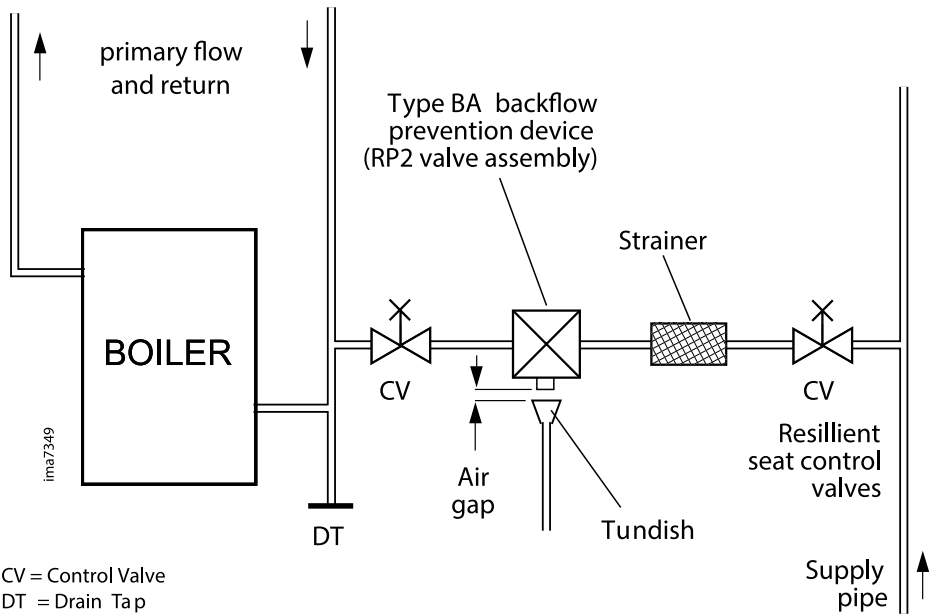 primary flow
and return
Type BA backflow
prevention device
(RP2 valve assembly)
Strainer
BOILER
CV
CV
ima7349
Air
gap
Resillient
seat control
valves
Tundish
DT
Supply
pipe
CV = Control Valve
DT = Drain Tap